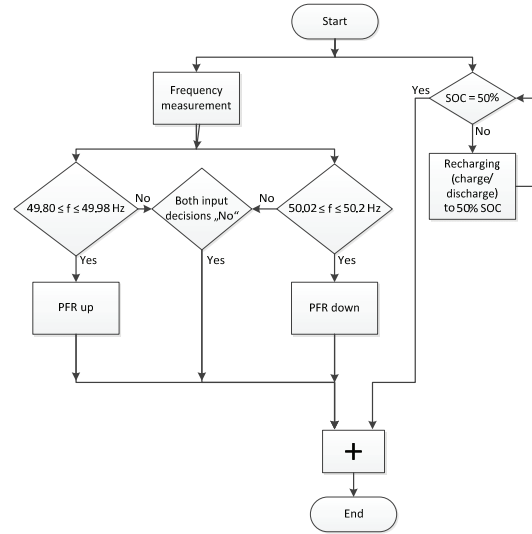 Start
Frequency
measurement
SOC = 50%
Yes
No
Recharging
(charge/
discharge)
to 50% SOC
49,80 ≤ f ≤ 49,98 Hz
No
Both input
decisions „No“
No
50,02 ≤ f ≤ 50,2 Hz
Yes
Yes
Yes
PFR up
PFR down
+
End